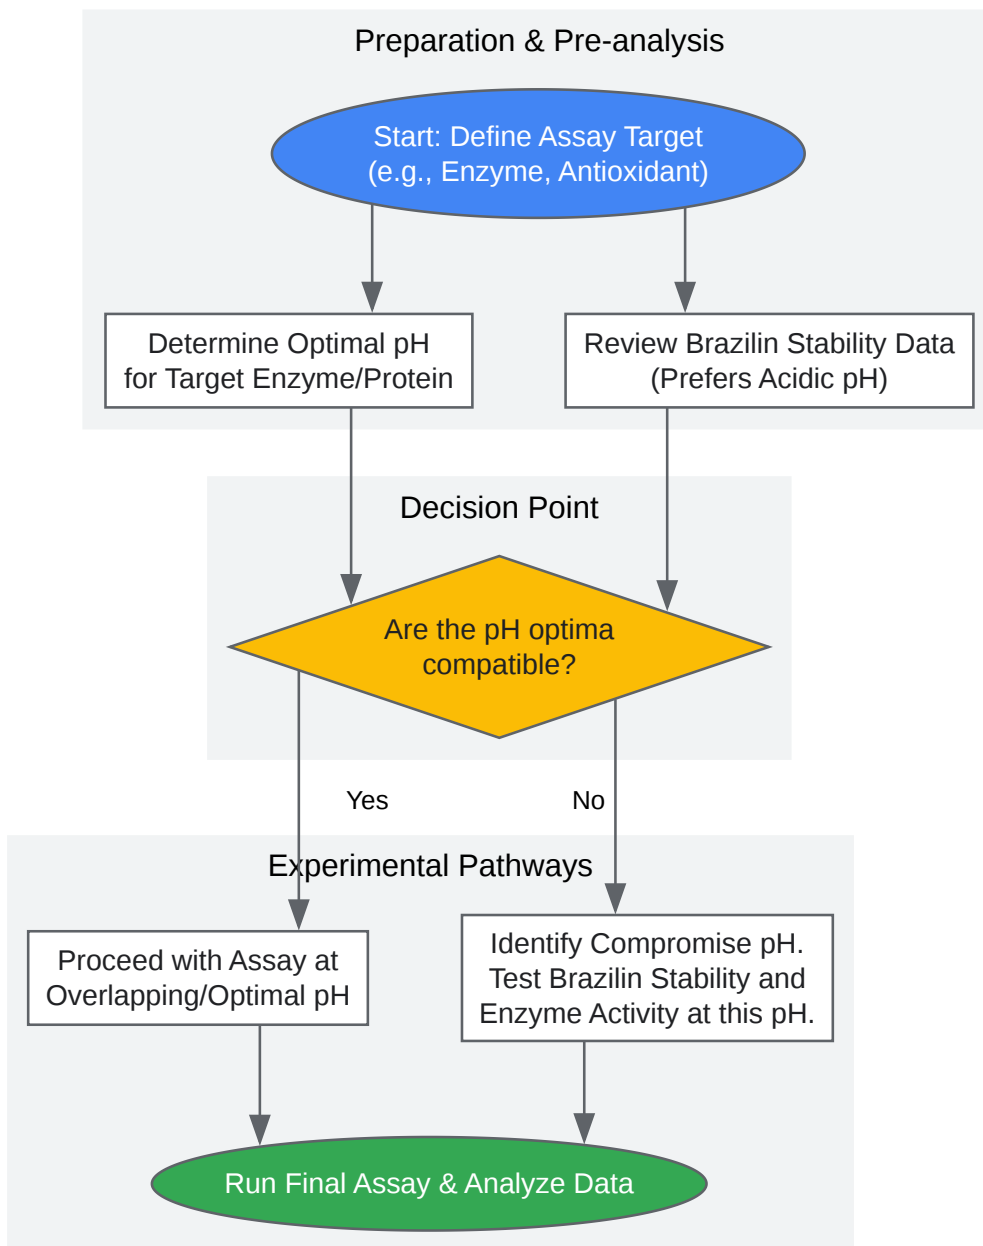 Preparation & Pre-analysis
Start: Define Assay Target
(e.g., Enzyme, Antioxidant)
Determine Optimal pH
for Target Enzyme/Protein
Review Brazilin Stability Data
(Prefers Acidic pH)
Decision Point
Are the pH optima
compatible?
Yes
No
Experimental Pathways
Proceed with Assay at
Overlapping/Optimal pH
Identify Compromise pH.
Test Brazilin Stability and
Enzyme Activity at this pH.
Run Final Assay & Analyze Data